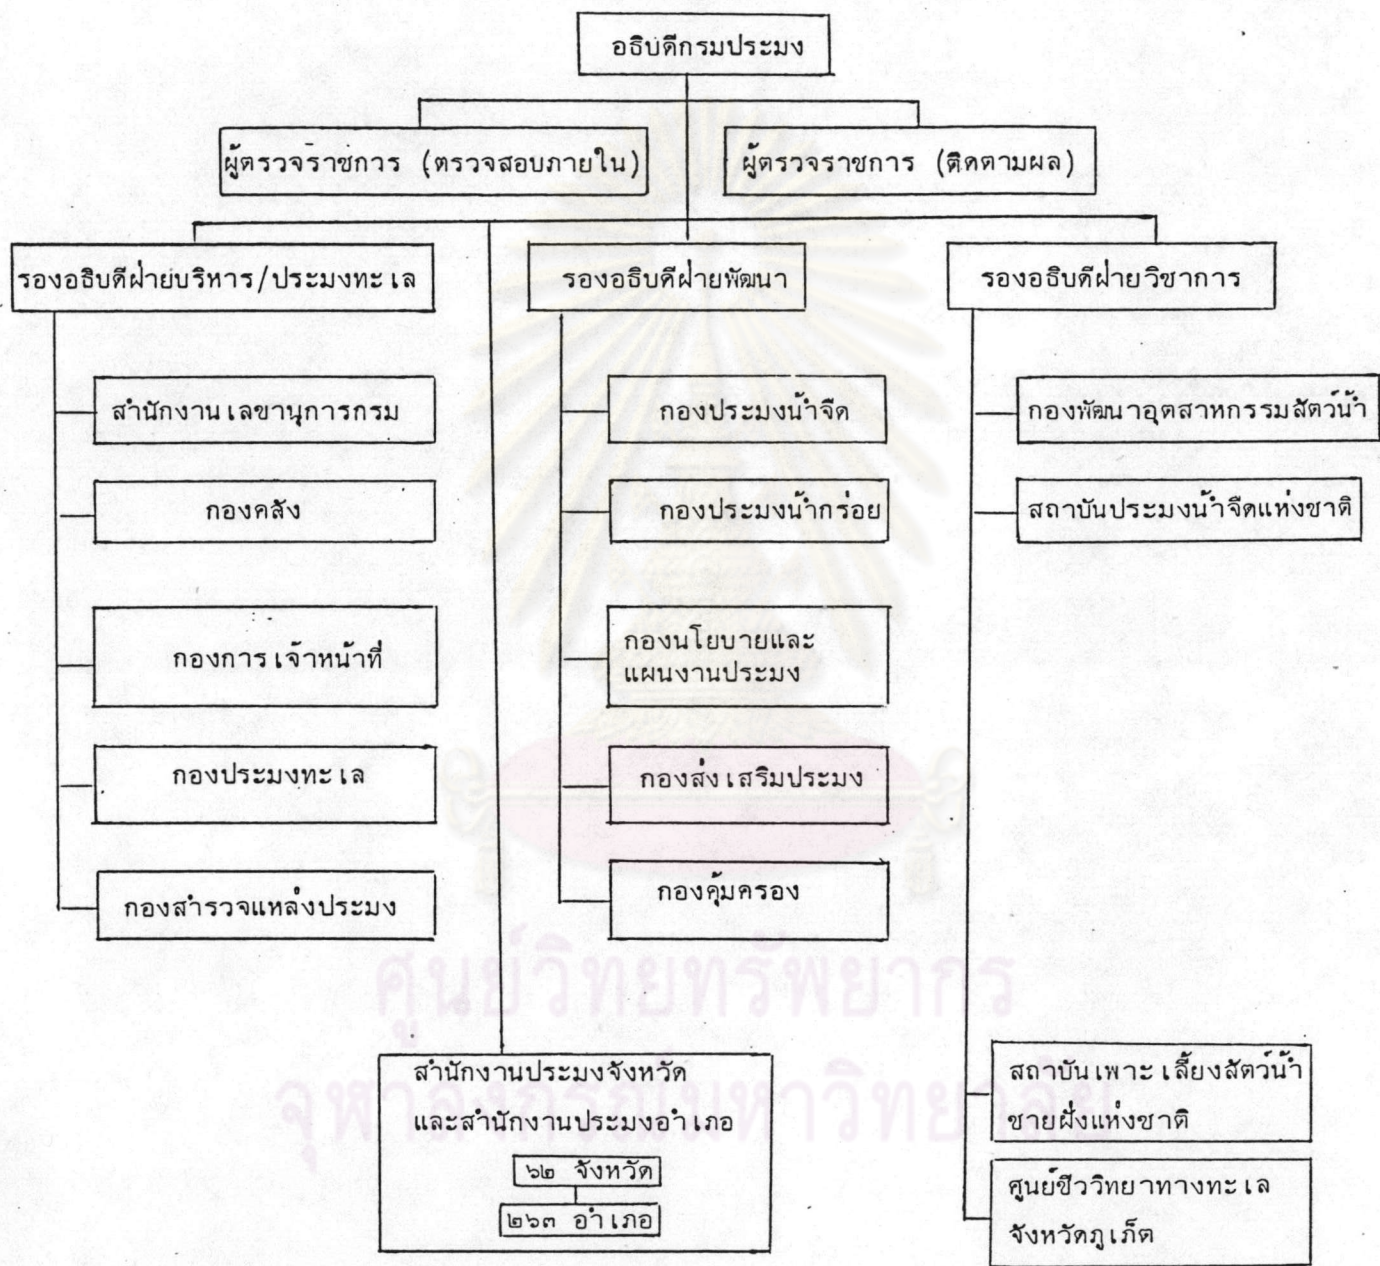 อธิบดีกรมประมง
ผู้ตรวจราชการ (ตรวจสอบภายใน)
ผู้ตรวจราชการ (ติดตามผล)
รองอธิบดีฝ่ายบริหาร/ประมงทะเล
รองอธิบดีฝ่ายพัฒนา
รองอธิบดีฝ่ายวิชาการ
สำนักงานเลขานุการกรม
กองคลัง
กองการเจ้าหน้าที่
กองประมงทะเล
กองสำรวจแหล่งประมง
กองประมงน้ำจืด
กองประมงน้ำกร่อย
กองนโยบายและ
แผนงานประมง
กองส่งเสริมประมง
กองคุ้มครอง
กองพัฒนาอุตสาหกรรมสัตว์น้ำ
สถาบันประมงน้ำจืดแห่งชาติ
สถาบันเพาะเลี้ยงสัตว์น้ำ
ชายฝั่งแห่งชาติ
ศูนย์ชีววิทยาทางทะเล
จังหวัดภูเก็ต
สำนักงานประมงจังหวัด
และสำนักงานประมงอำเภอ
๖๒ จังหวัด
๒๖๓ อำเภอ
ศูนย์วิทยทรัพยากร
จุฬาลงกรณ์มหาวิทยาลัย